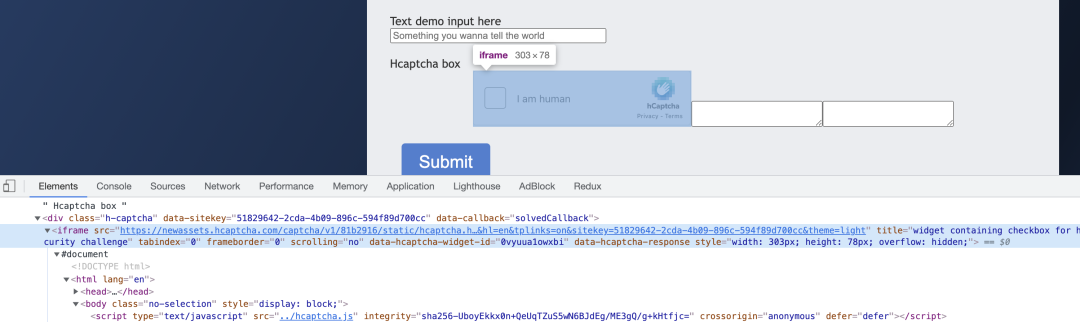 Text demo input here
Something you wanna tell the world
iframe 303 × 78
Hcaptcha box
I am human
hCaptcha
Privacy - Terms
Submit
Elements Console Sources Network Performance Memory Application Lighthouse AdBlock Redux
" Hcaptcha box "
<div class="h-captcha" data-sitekey="51829642-2cda-4b09-896c-594f89d700cc" data-callback="solvedCallback">
<iframe src="https://newassets.hcaptcha.com/captcha/v1/81b2916/static/hcaptcha.h…&hl=en&tplinks=on&sitekey=51829642-2cda-4b09-896c-594f89d700cc&theme=light" title="widget containing checkbox for h
curity challenge" tabindex="0" frameborder="0" scrolling="no" data-hcaptcha-widget-id="0vyuua1owxbi" data-hcaptcha-response style="width: 303px; height: 78px; overflow: hidden;"> == $0
#document
<!DOCTYPE html>
<html lang="en">
<head>…</head>
<body class="no-selection" style="display: block;">
<script type="text/javascript" src="../hcaptcha.js" integrity="sha256-UboyEkkx0n+QeUqTZuS5wN6BJdEg/ME3gQ/g+kHtfjc=" crossorigin="anonymous" defer="defer"></script>